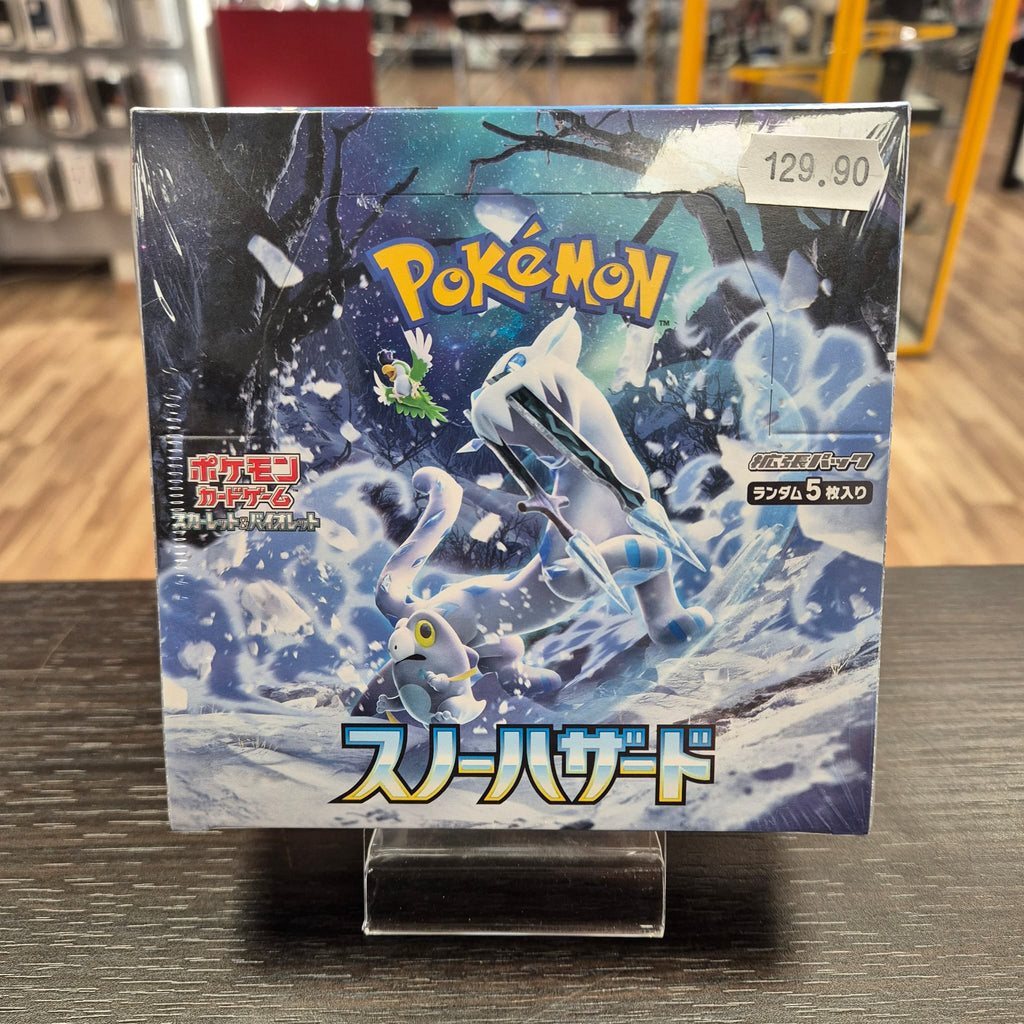 129.90
POKéMON
TM
ポケモン
カードゲーム
スカーレット&バイオレット
拡張パック
ランダム5枚入り
スノーハザード